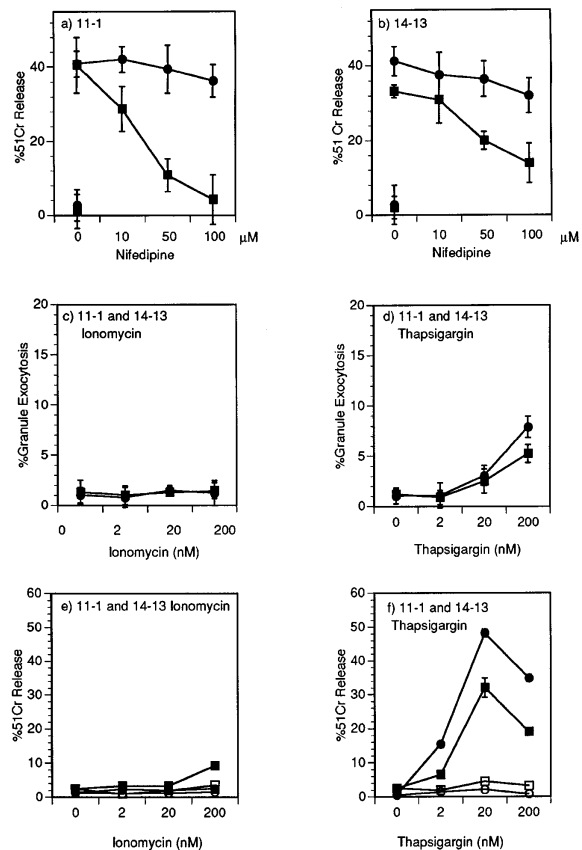 a) 11-1
%51Cr Release
40
20
0
0 10 50 100 µM
Nifedipine
b) 14-13
%51 Cr Release
40
20
0
0 10 50 100 µM
Nifedipine
c) 11-1 and 14-13
Ionomycin
%Granule Exocytosis
20
15
10
5
0
0 2 20 200
Ionomycin (nM)
d) 11-1 and 14-13
Thapsigargin
%Granule Exocytosis
20
15
10
5
0
0 2 20 200
Thapsigargin (nM)
e) 11-1 and 14-13 Ionomycin
%51Cr Release
60
50
40
30
20
10
0
0 2 20 200
Ionomycin (nM)
f) 11-1 and 14-13
Thapsigargin
%51Cr Release
60
50
40
30
20
10
0
0 2 20 200
Thapsigargin (nM)